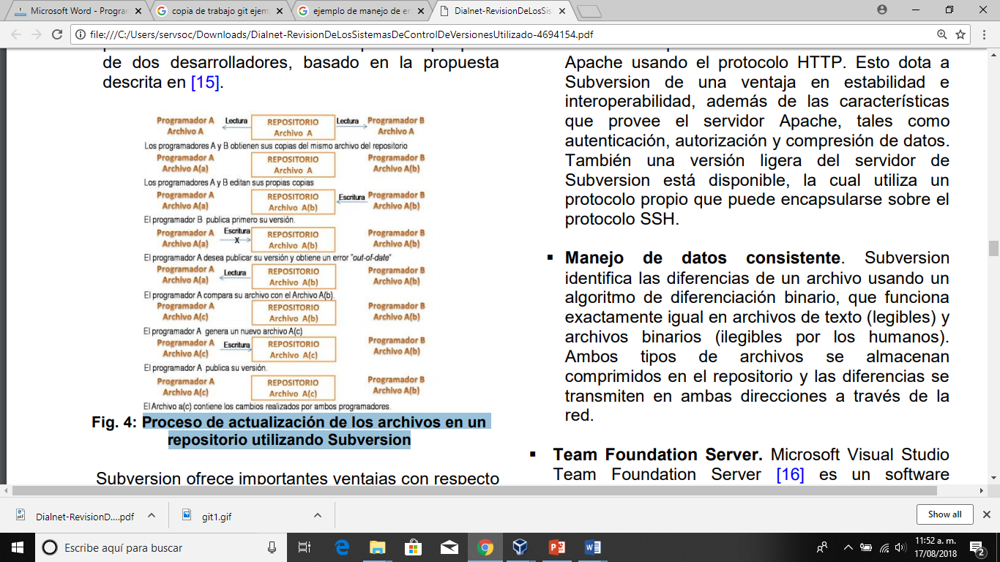 Microsoft Word - Program
copia de trabajo git ejem
ejemplo de manejo de er
Dialnet-RevisionDeLosSis
file:///C:/Users/servsoc/Downloads/Dialnet-RevisionDeLosSistemasDeControlDeVersionesUtilizado-4694154.pdf
de dos desarrolladores, basado en la propuesta
descrita en [15].
Programador A Lectura REPOSITORIO Lectura Programador B
Archivo A Archivo A Archivo A
Los programadores A y B obtienen sus copias del mismo archivo del repositorio
Programador A REPOSITORIO Programador B
Archivo A(a) Archivo A Archivo A(b)
Los programadores A y B editan sus propias copias
Programador A REPOSITORIO Escritura Programador B
Archivo A(a) Archivo A(b) Archivo A(b)
El programador B publica primero su versión.
Programador A Escritura REPOSITORIO Programador B
Archivo A(a) X Archivo A(b) Archivo A(b)
El programador A desea publicar su versión y obtiene un error "out-of-date"
Programador A Lectura REPOSITORIO Programador B
Archivo A(a) Archivo A(b) Archivo A(b)
El programador A compara su archivo con el Archivo A(b).
Programador A REPOSITORIO Programador B
Archivo A(c) Archivo A(b) Archivo A(b)
El programador A genera un nuevo archivo A(c)
Programador A Escritura REPOSITORIO Programador B
Archivo A(c) Archivo A(c) Archivo A(b)
El programador A publica su versión.
Programador A REPOSITORIO Programador B
Archivo A(c) Archivo A(c) Archivo A(b)
El Archivo a(c) contiene los cambios realizados por ambos programadores.
Fig. 4: Proceso de actualización de los archivos en un
repositorio utilizando Subversion
Subversion ofrece importantes ventajas con respecto
Apache usando el protocolo HTTP. Esto dota a
Subversion de una ventaja en estabilidad e
interoperabilidad, además de las características
que provee el servidor Apache, tales como
autenticación, autorización y compresión de datos.
También una versión ligera del servidor de
Subversion está disponible, la cual utiliza un
protocolo propio que puede encapsularse sobre el
protocolo SSH.
▪ Manejo de datos consistente. Subversion
identifica las diferencias de un archivo usando un
algoritmo de diferenciación binario, que funciona
exactamente igual en archivos de texto (legibles) y
archivos binarios (ilegibles por los humanos).
Ambos tipos de archivos se almacenan
comprimidos en el repositorio y las diferencias se
transmiten en ambas direcciones a través de la
red.
▪ Team Foundation Server. Microsoft Visual Studio
Team Foundation Server [16] es un software
Dialnet-RevisionD....pdf
git1.gif
Show all
Escribe aquí para buscar
11:52 a. m.
17/08/2018
2